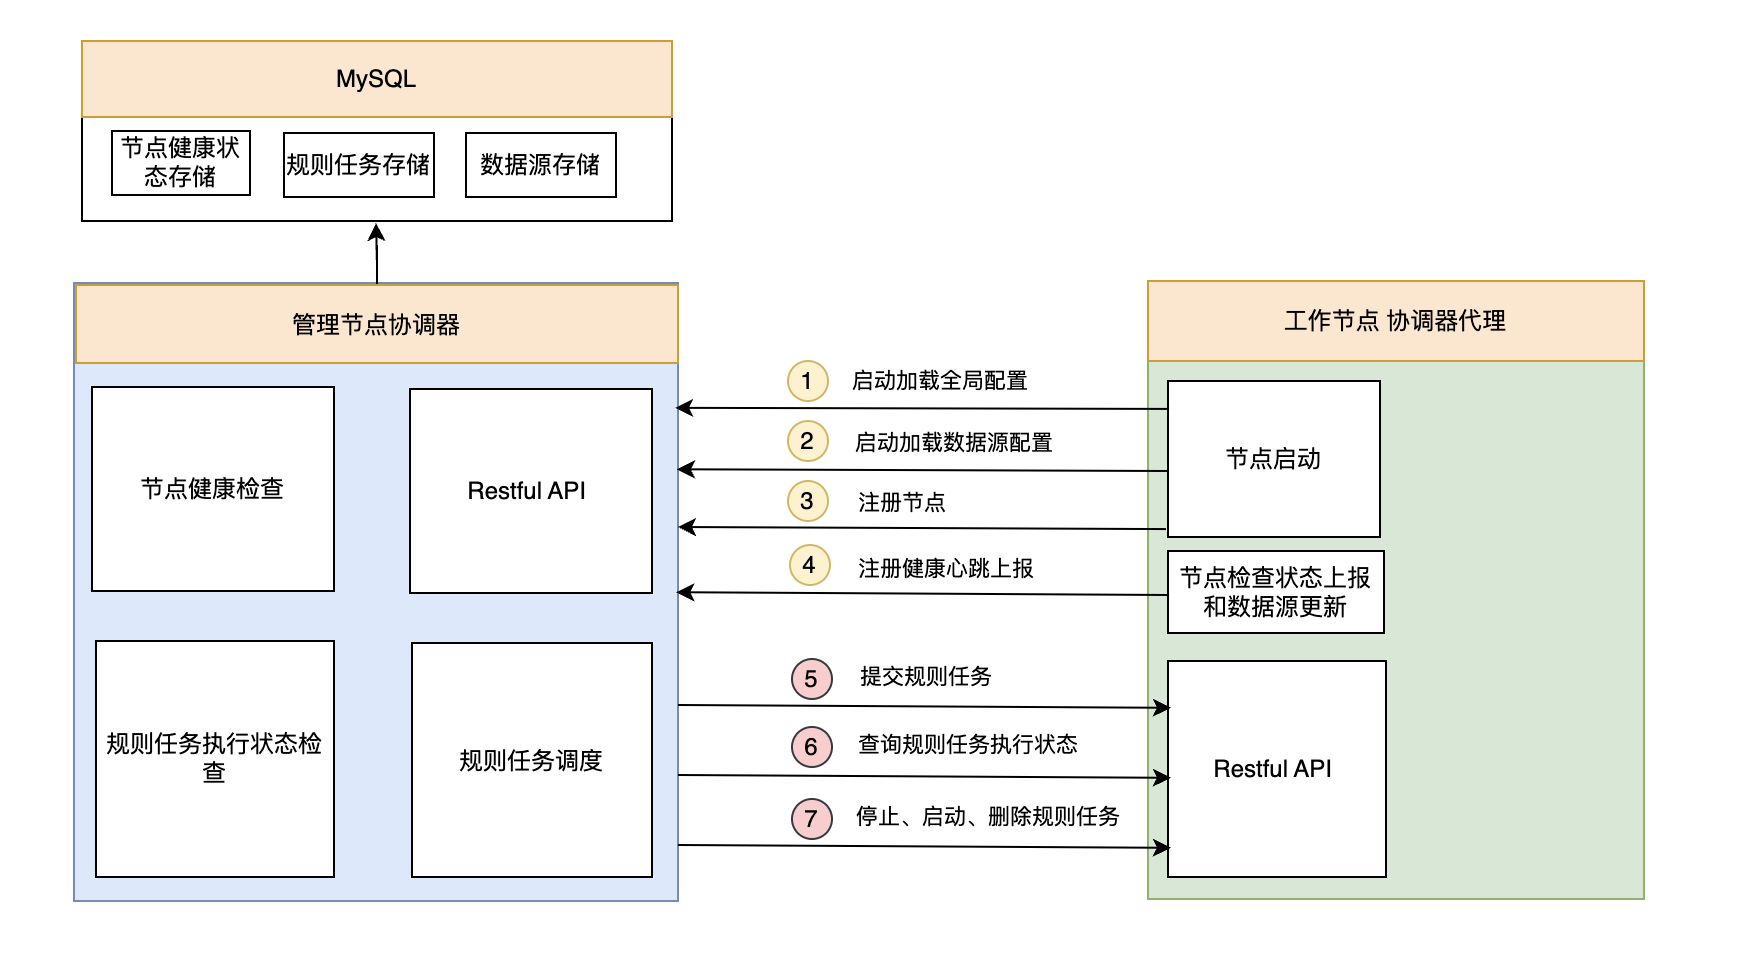 MySQL
节点健康状
态存储
规则任务存储
数据源存储
管理节点协调器
节点健康检查
Restful API
规则任务执行状态检
查
规则任务调度
1 启动加载全局配置
2 启动加载数据源配置
3 注册节点
4 注册健康心跳上报
5 提交规则任务
6 查询规则任务执行状态
7 停止、启动、删除规则任务
工作节点 协调器代理
节点启动
节点检查状态上报
和数据源更新
Restful API